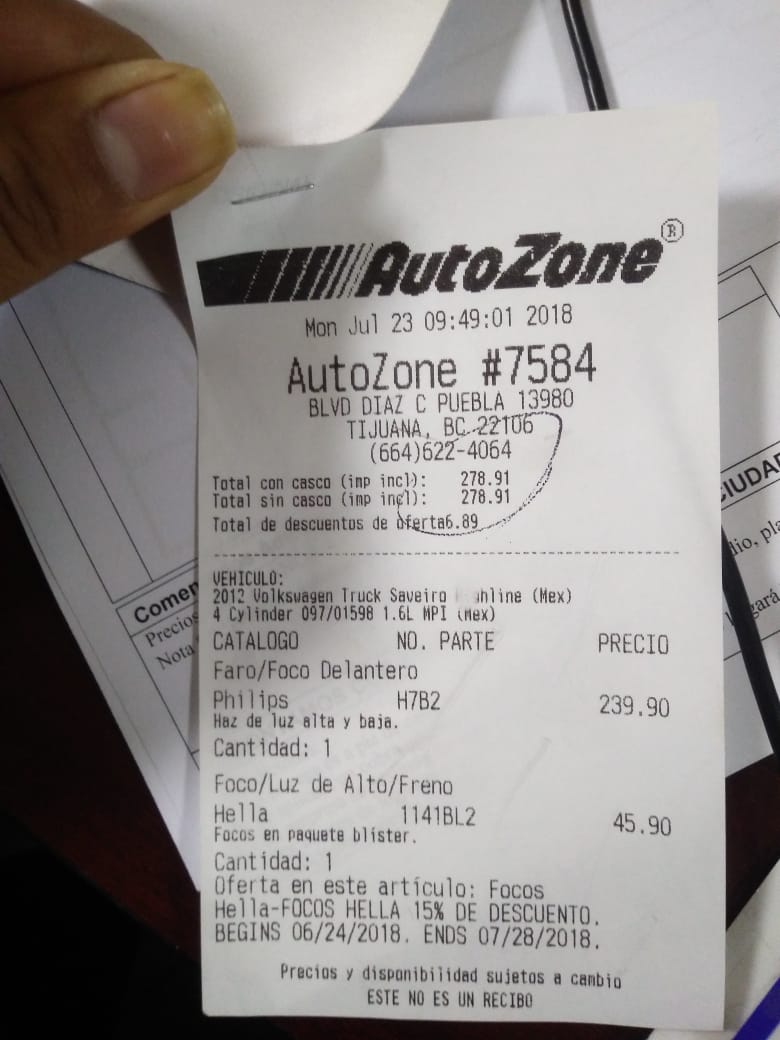 AutoZone®
Mon Jul 23 09:49:01 2018
AutoZone #7584
BLVD DIAZ C PUEBLA 13980
TIJUANA, BC 22106
(664)622-4064
Total con casco (imp incl): 278.91
Total sin casco (imp incl): 278.91
Total de descuentos de oferta6.89
VEHICULO:
2012 Volkswagen Truck Saveiro (Mex)
4 Cylinder 097/01598 1.6L MPI (Mex)
CATALOGO NO. PARTE PRECIO
Faro/Foco Delantero
Philips H7B2 239.90
Haz de luz alta y baja.
Cantidad: 1
Foco/Luz de Alto/Freno
Hella 1141BL2 45.90
Focos en paquete blister.
Cantidad: 1
Oferta en este artículo: Focos
Hella-FOCOS HELLA 15% DE DESCUENTO.
BEGINS 06/24/2018. ENDS 07/28/2018.
Precios y disponibilidad sujetos a cambio
ESTE NO ES UN RECIBO
Comen
Precios
Nota
CIUDAD
dio, pla